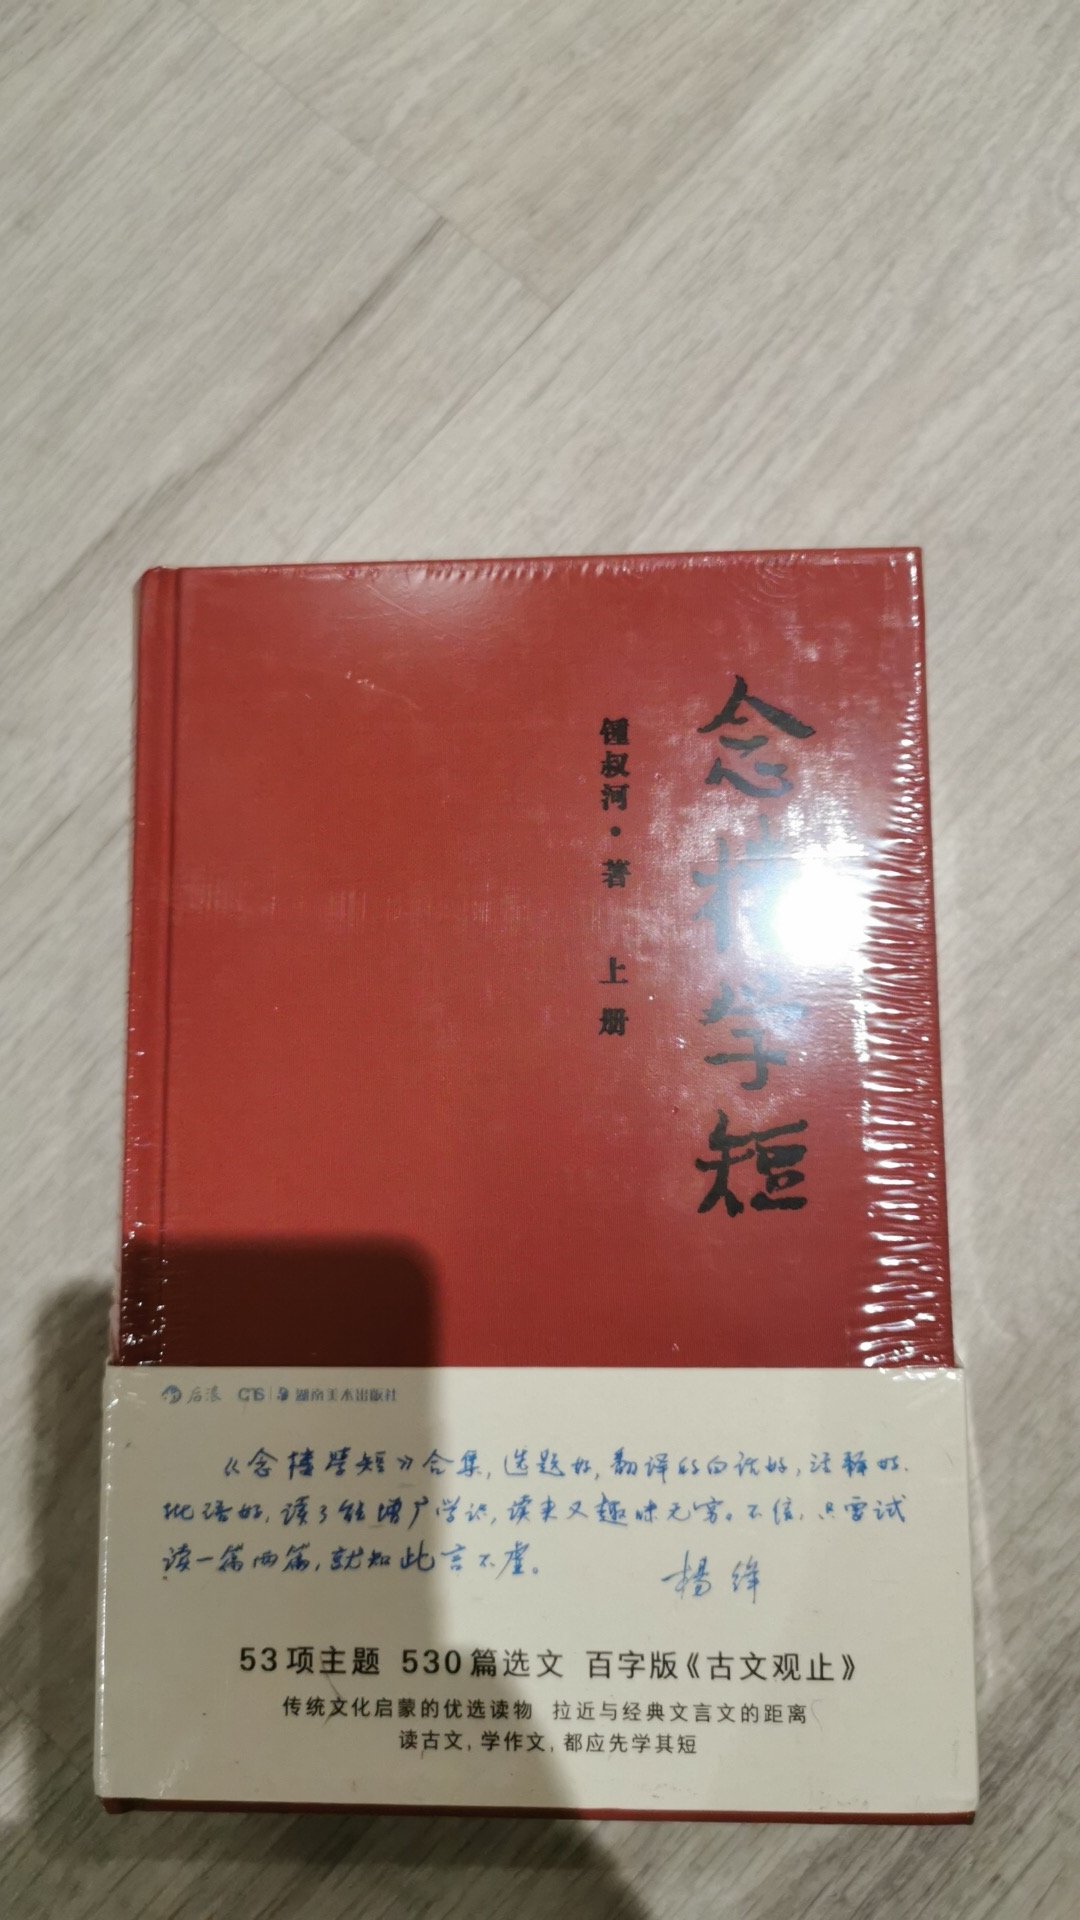 念楼学短
锺叔河·著 上册
后浪 CTS 湖南美术出版社
《念樓學短》合集,选题好,翻译的白话好,注释好,
批语好,读了能增广学识,读来又趣味无穷。不信,只要试
读一篇两篇,就知此言不虚。
楊绛
53项主题 530篇选文 百字版《古文观止》
传统文化启蒙的优选读物 拉近与经典文言文的距离
读古文,学作文,都应先学其短